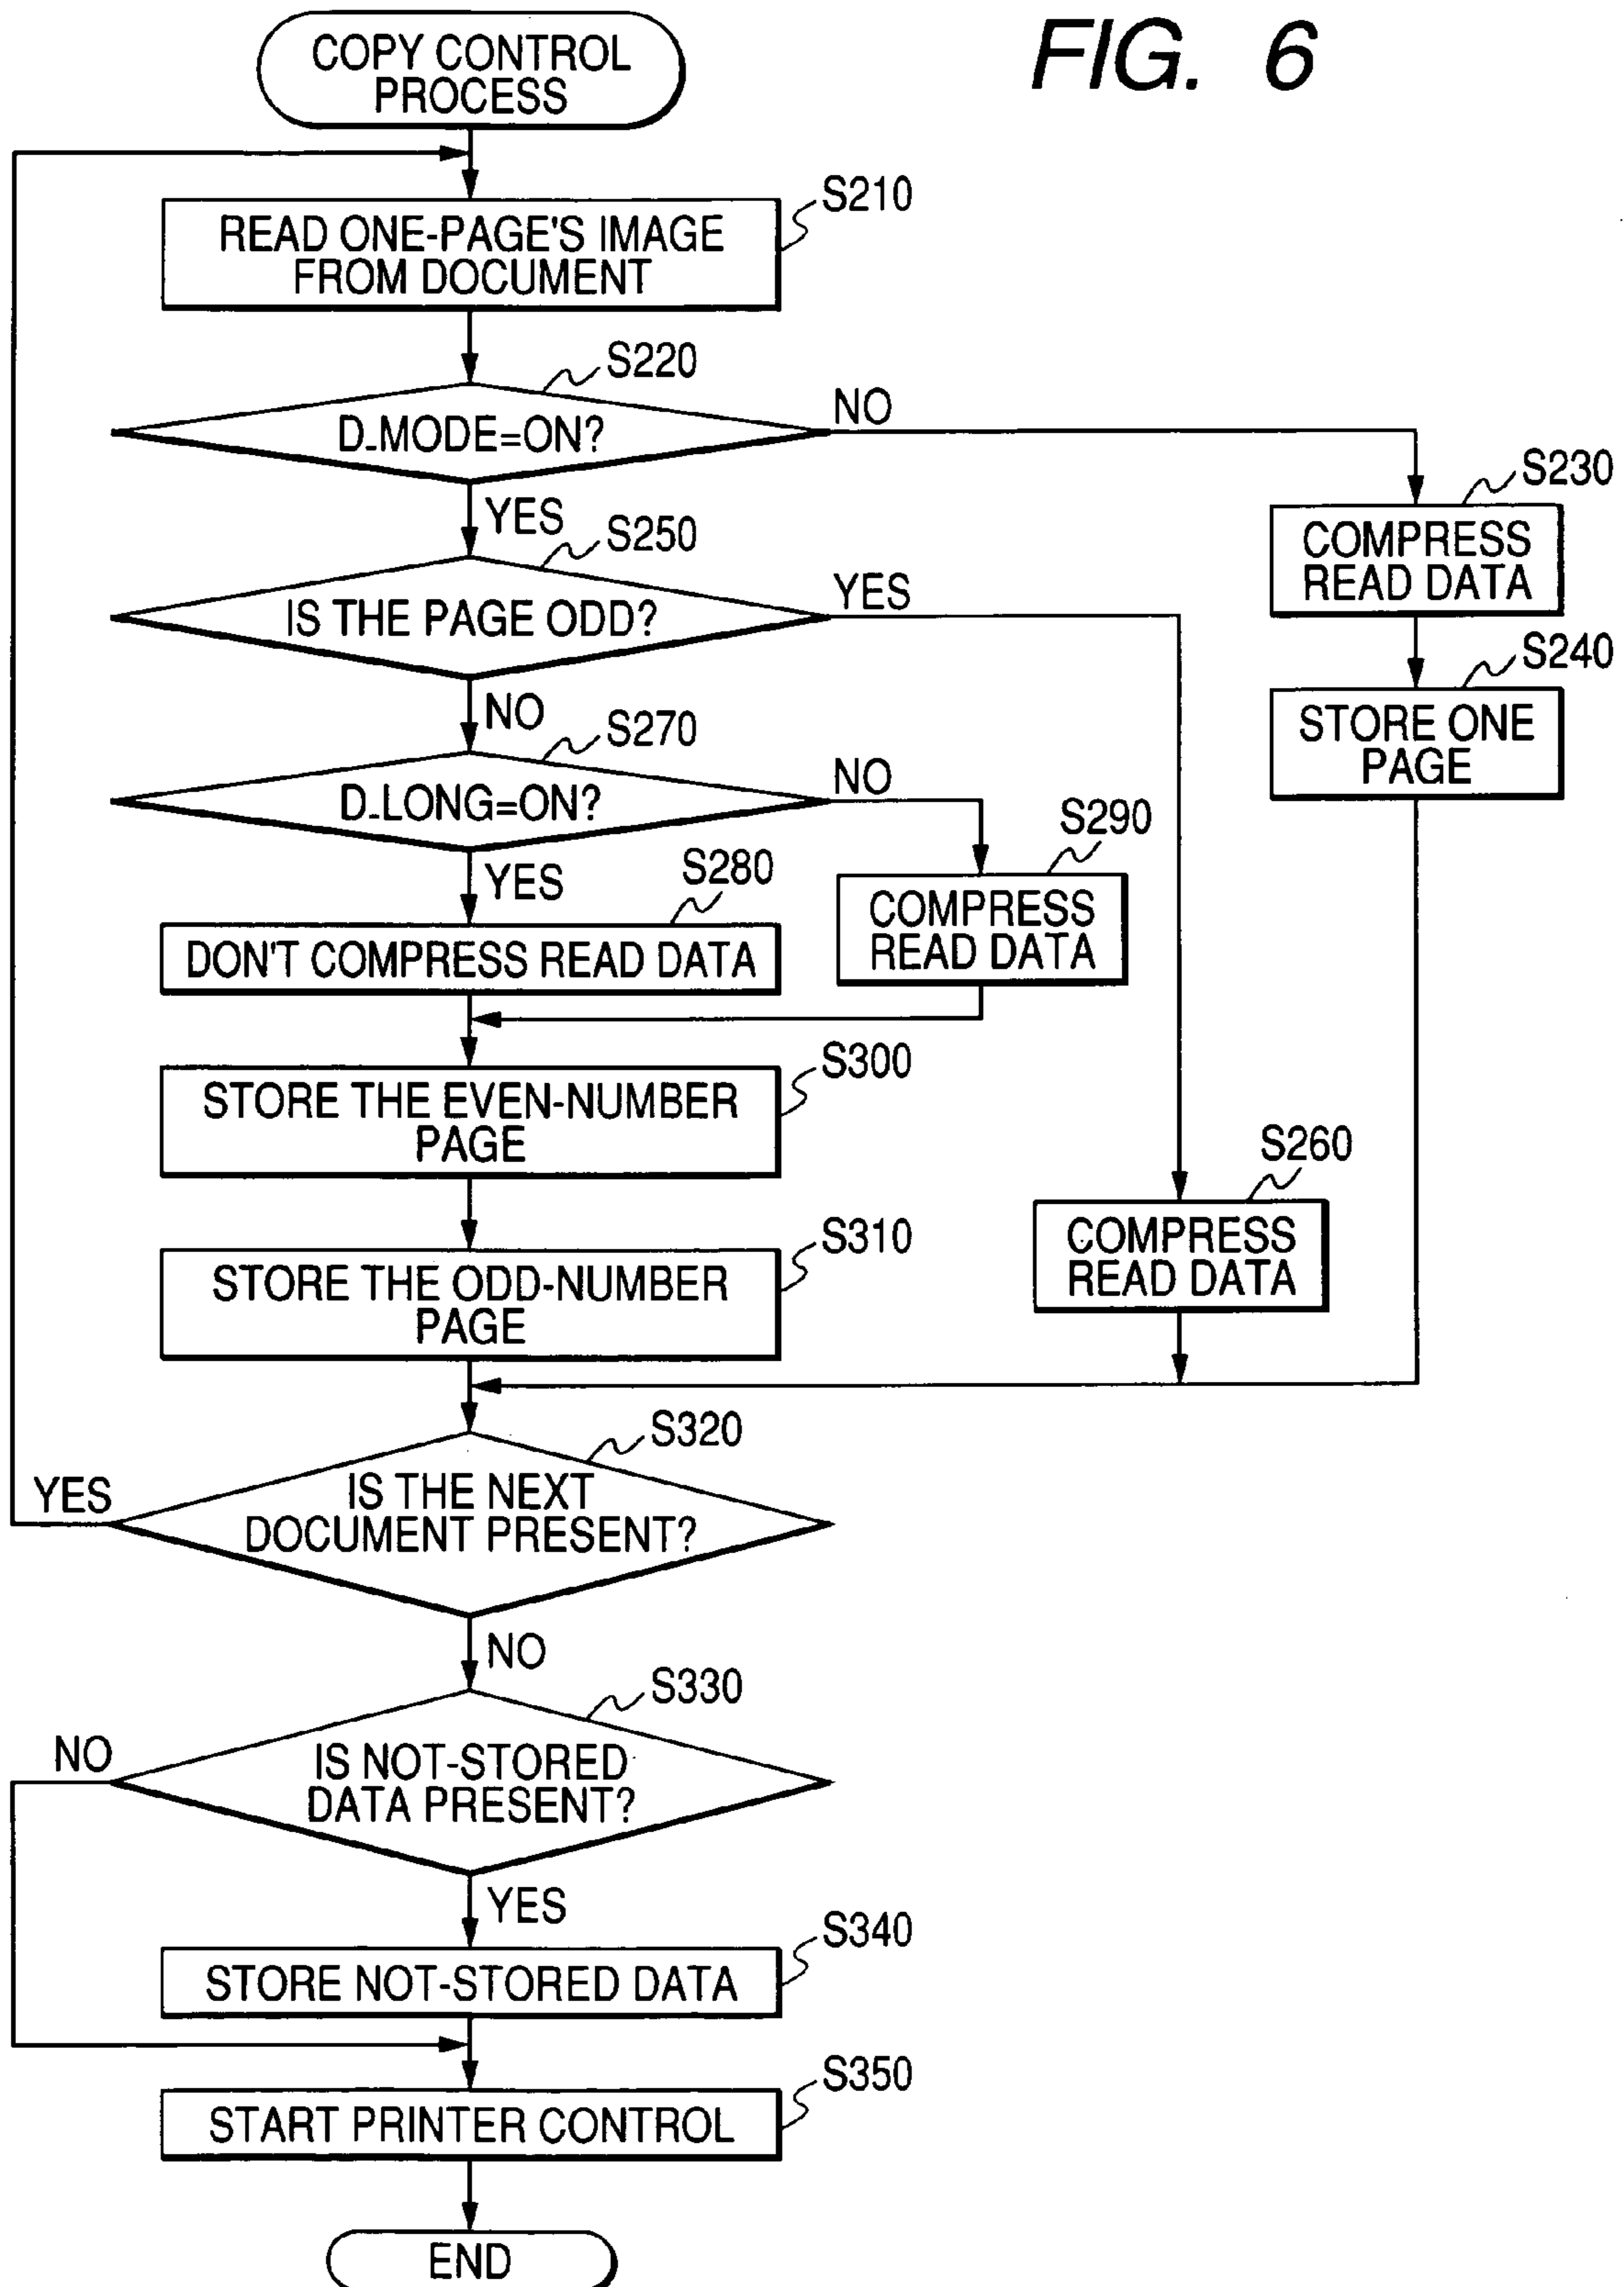 FIG. 6
COPY CONTROL
PROCESS
S210
READ ONE-PAGE'S IMAGE
FROM DOCUMENT
S220
D_MODE=ON?
NO
YES
S230
COMPRESS
READ DATA
S240
STORE ONE
PAGE
S250
IS THE PAGE ODD?
YES
NO
S270
D_LONG=ON?
NO
YES
S290
COMPRESS
READ DATA
S280
DON'T COMPRESS READ DATA
S300
STORE THE EVEN-NUMBER
PAGE
S260
COMPRESS
READ DATA
S310
STORE THE ODD-NUMBER
PAGE
S320
IS THE NEXT
DOCUMENT PRESENT?
YES
NO
S330
IS NOT-STORED
DATA PRESENT?
NO
YES
S340
STORE NOT-STORED DATA
S350
START PRINTER CONTROL
END